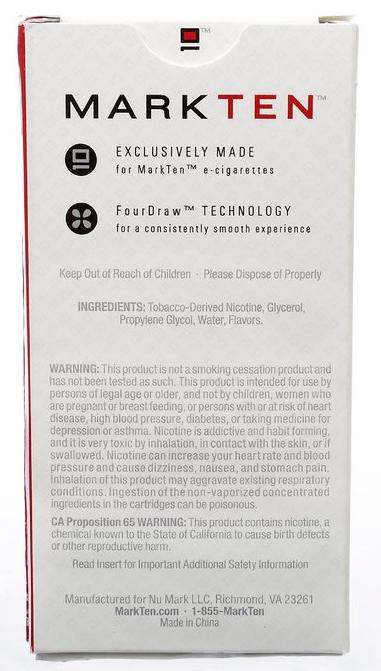 MARKTEN™
EXCLUSIVELY MADE
for MarkTen™ e-cigarettes
FourDraw™ TECHNOLOGY
for a consistently smooth experience
Keep Out of Reach of Children · Please Dispose of Properly
INGREDIENTS: Tobacco-Derived Nicotine, Glycerol,
Propylene Glycol, Water, Flavors.
WARNING: This product is not a smoking cessation product and
has not been tested as such. This product is intended for use by
persons of legal age or older, and not by children, women who
are pregnant or breast feeding, or persons with or at risk of heart
disease, high blood pressure, diabetes, or taking medicine for
depression or asthma. Nicotine is addictive and habit forming,
and it is very toxic by inhalation, in contact with the skin, or if
swallowed. Nicotine can increase your heart rate and blood
pressure and cause dizziness, nausea, and stomach pain.
Inhalation of this product may aggravate existing respiratory
conditions. Ingestion of the non-vaporized concentrated
ingredients in the cartridges can be poisonous.
CA Proposition 65 WARNING: This product contains nicotine, a
chemical known to the State of California to cause birth defects
or other reproductive harm.
Read Insert for Important Additional Safety Information
Manufactured for Nu Mark LLC, Richmond, VA 23261
MarkTen.com · 1-855-MarkTen
Made in China